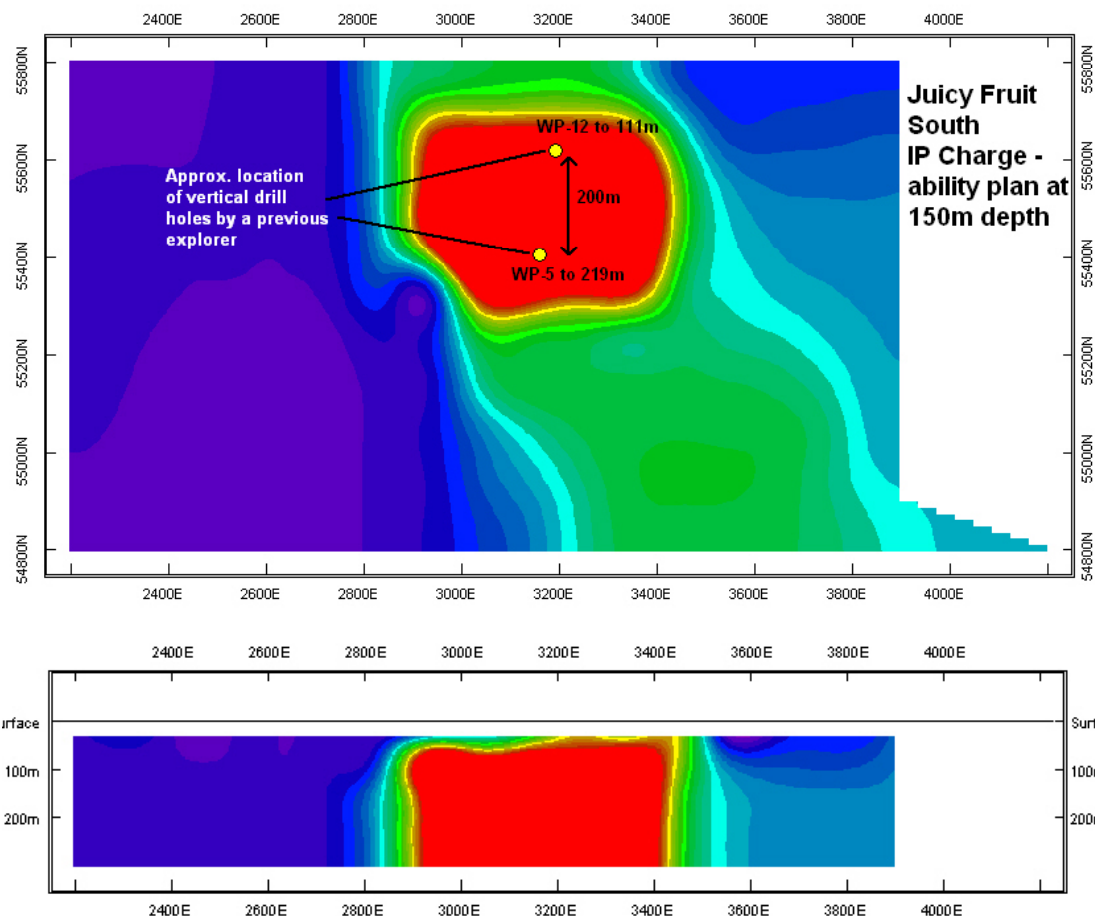 2400E 2600E 2800E 3000E 3200E 3400E 3600E 3800E 4000E
55800N
55600N
55400N
55200N
55000N
54800N
55800N
55600N
55400N
55200N
55000N
54800N
Juicy Fruit
South
IP Charge -
ability plan at
150m depth
WP-12 to 111m
Approx. location
of vertical drill
holes by a previous
explorer
200m
WP-5 to 219m
2400E 2600E 2800E 3000E 3200E 3400E 3600E 3800E 4000E
2400E 2600E 2800E 3000E 3200E 3400E 3600E 3800E 4000E
urface Surf
100m 100m
200m 200m
2400E 2600E 2800E 3000E 3200E 3400E 3600E 3800E 4000E